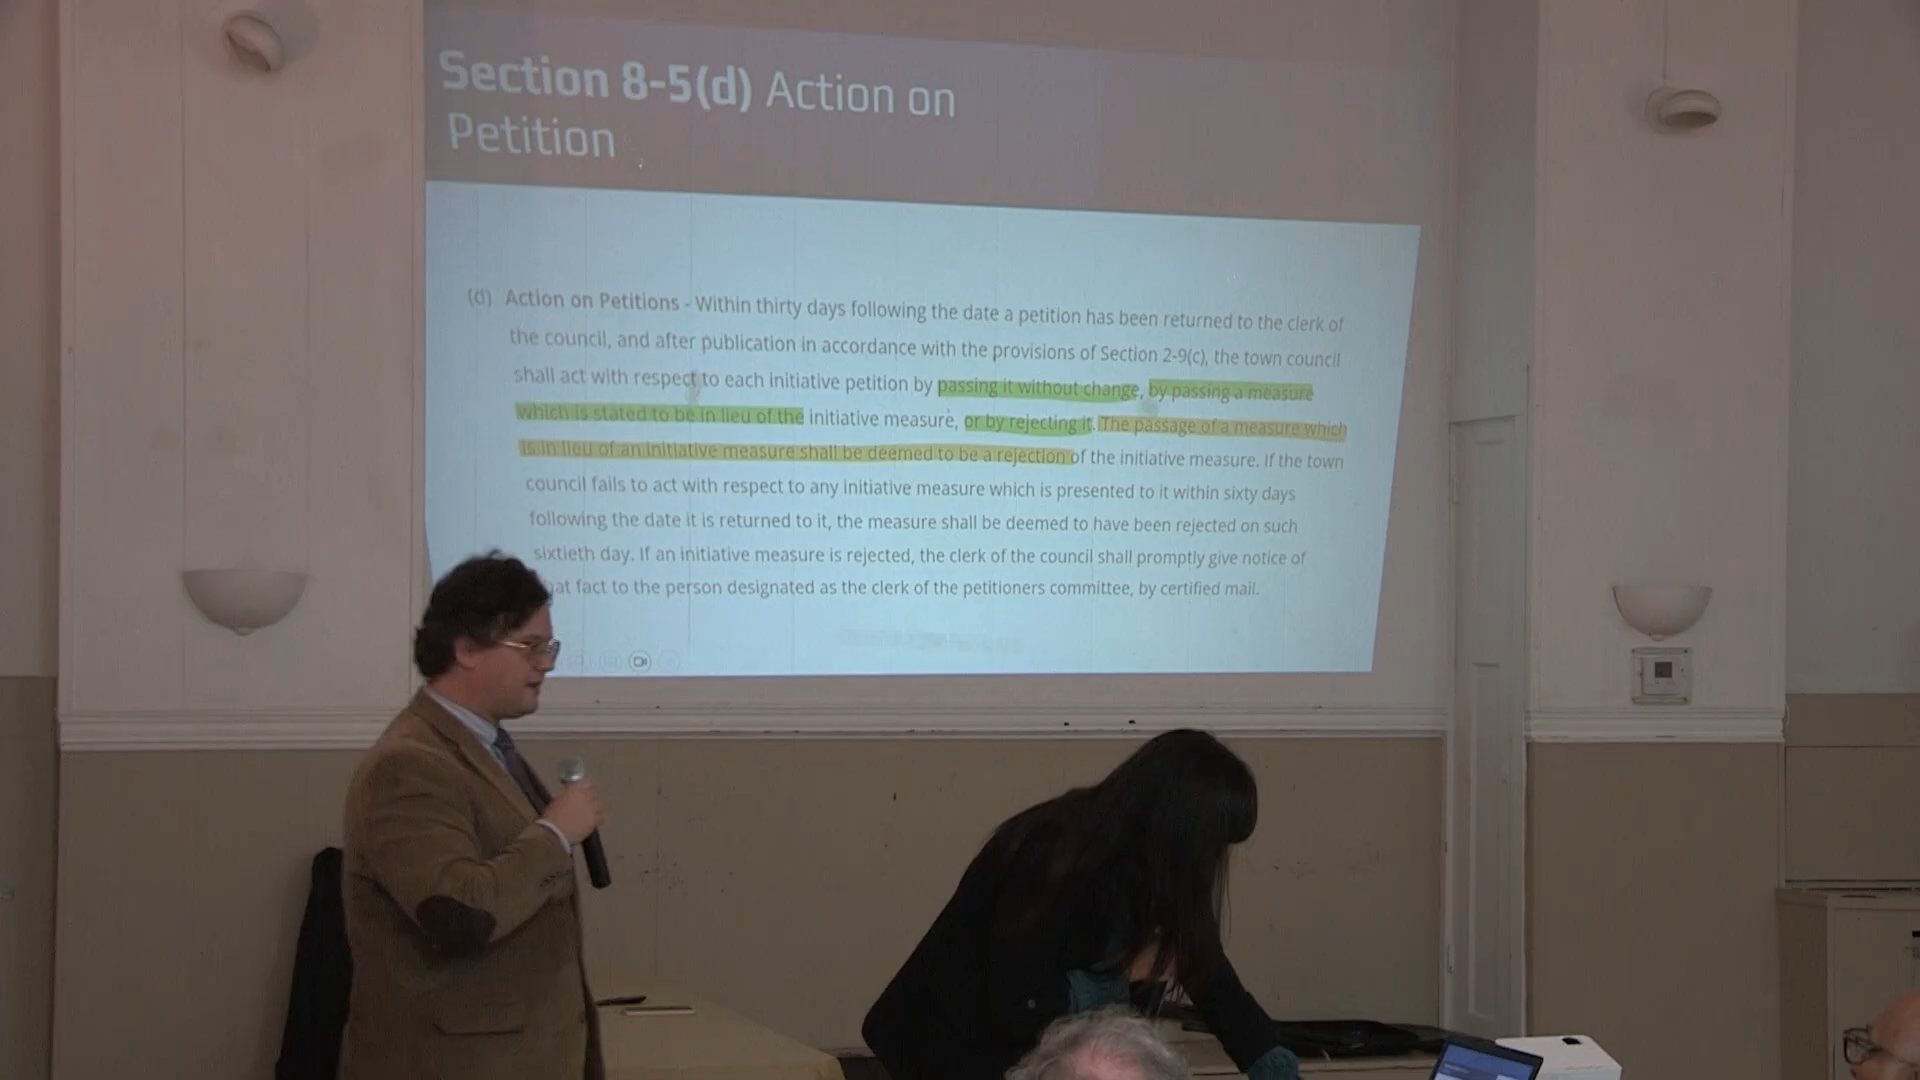 Section 8-5(d) Action on
Petition
(d) Action on Petitions - Within thirty days following the date a petition has been returned to the clerk of
the council, and after publication in accordance with the provisions of Section 2-9(c), the town council
shall act with respect to each initiative petition by passing it without change, by passing a measure
which is stated to be in lieu of the initiative measure, or by rejecting it. The passage of a measure which
is in lieu of an initiative measure shall be deemed to be a rejection of the initiative measure. If the town
council fails to act with respect to any initiative measure which is presented to it within sixty days
following the date it is returned to it, the measure shall be deemed to have been rejected on such
sixtieth day. If an initiative measure is rejected, the clerk of the council shall promptly give notice of
hat fact to the person designated as the clerk of the petitioners committee, by certified mail.